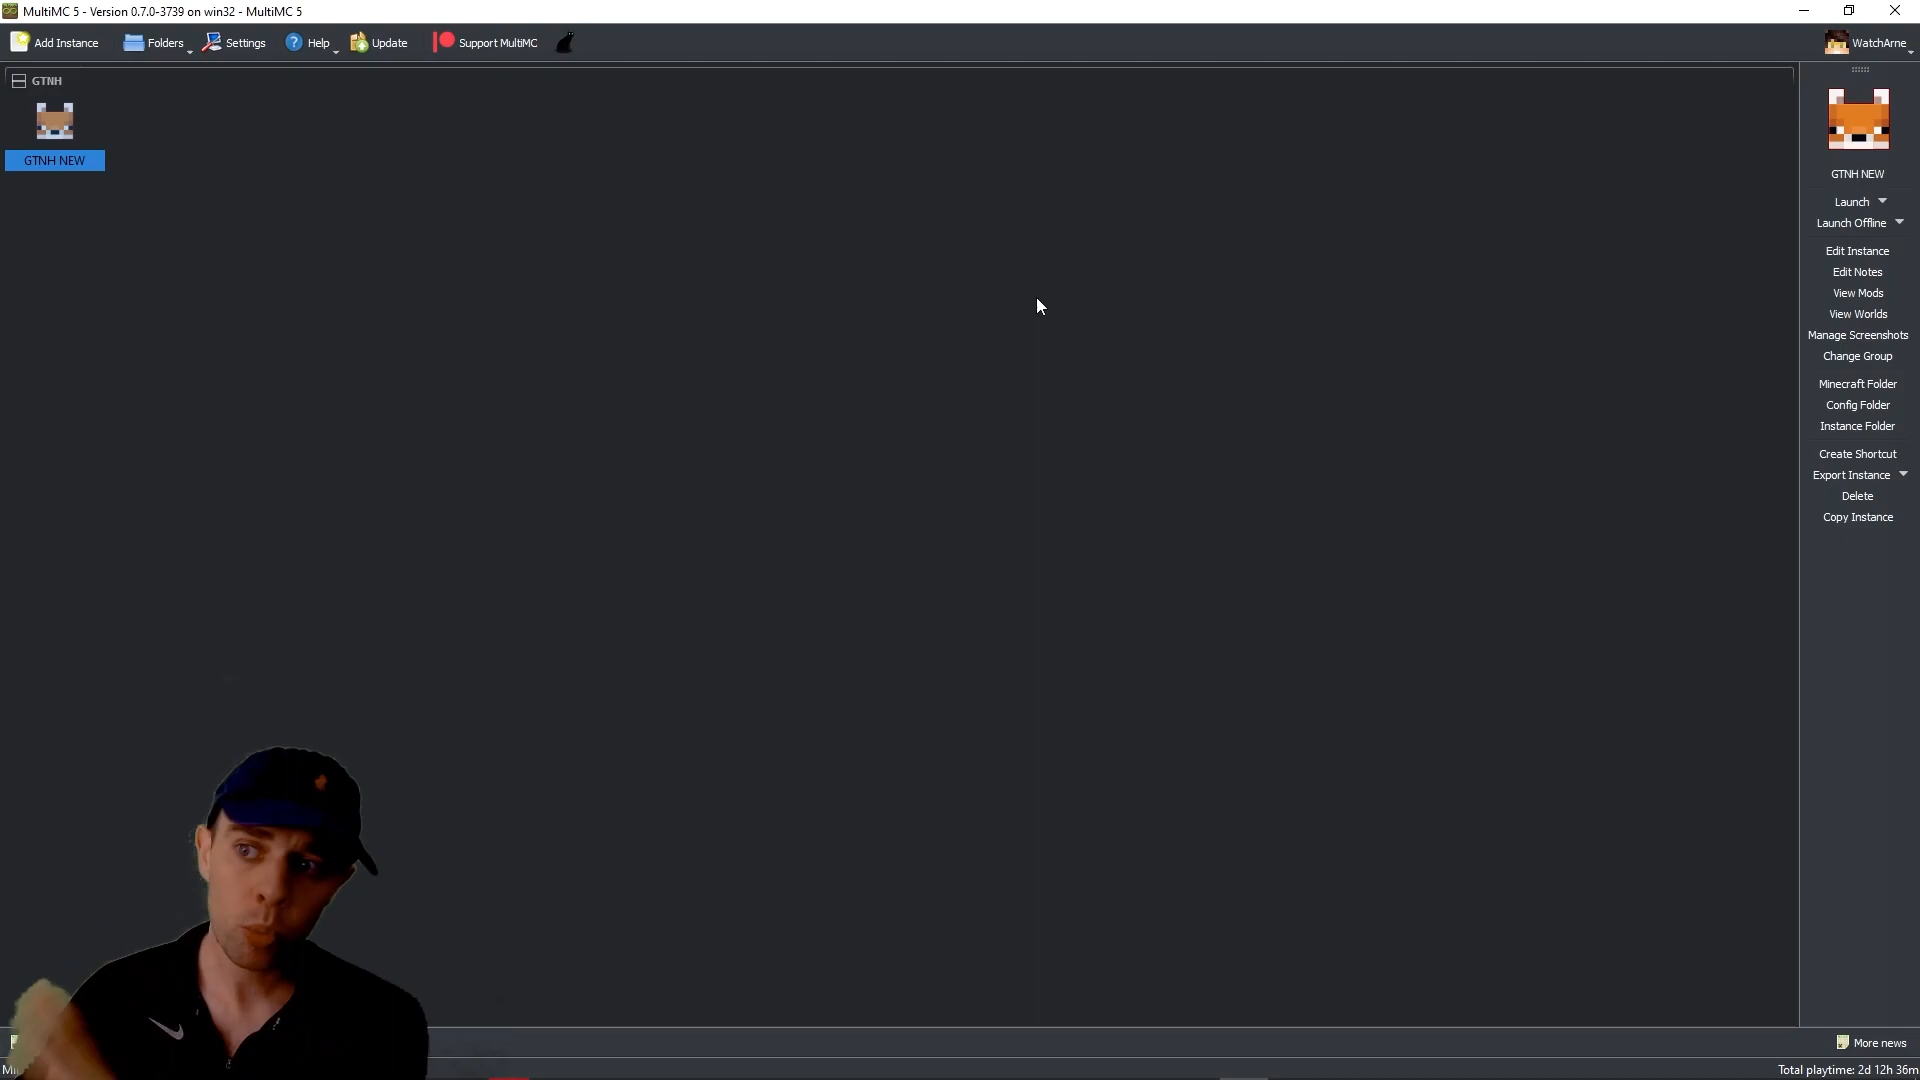 MultiMC 5 - Version 0.7.0-3739 on win32 - MultiMC 5
Add Instance
Folders
Settings
Help
Update
Support MultiMC
WatchArne
GTNH
GTNH NEW
GTNH NEW
Launch
Launch Offline
Edit Instance
Edit Notes
View Mods
View Worlds
Manage Screenshots
Change Group
Minecraft Folder
Config Folder
Instance Folder
Create Shortcut
Export Instance
Delete
Copy Instance
More news
Total playtime: 2d 12h 36m